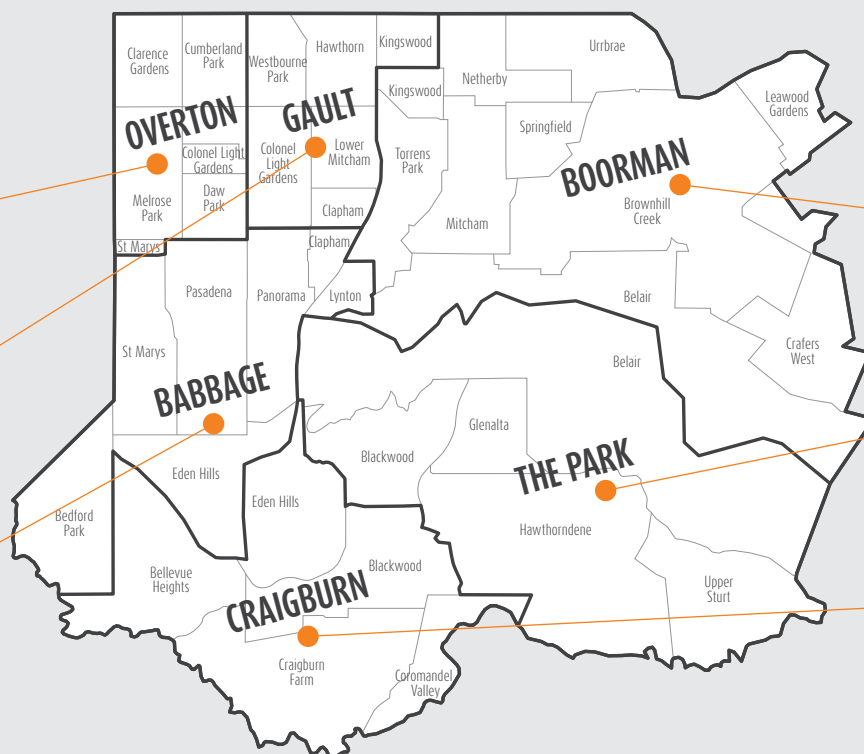 Clarence
Gardens
Cumberland
Park
Westbourne
Park
Hawthorn
Kingswood
Urrbrae
Kingswood
Netherby
Leawood
Gardens
OVERTON
GAULT
Springfield
Colonel Light
Gardens
Colonel
Light
Gardens
Lower
Mitcham
Torrens
Park
BOORMAN
Melrose
Park
Daw
Park
Clapham
Mitcham
Brownhill
Creek
St Marys
Clapham
Pasadena
Panorama
Lynton
Belair
St Marys
Crafers
West
Belair
BABBAGE
Glenalta
Blackwood
THE PARK
Eden Hills
Eden Hills
Bedford
Park
Hawthorndene
Bellevue
Heights
Blackwood
Upper
Sturt
CRAIGBURN
Craigburn
Farm
Coromandel
Valley